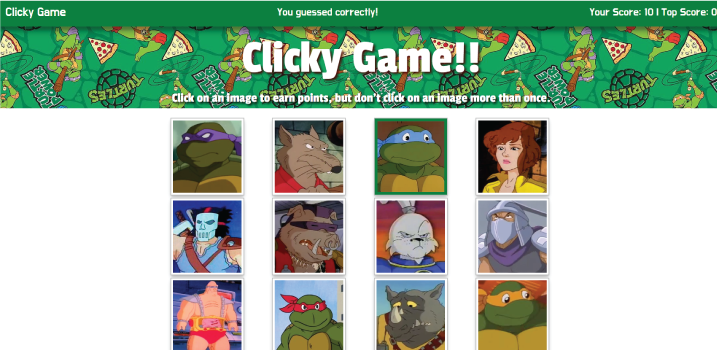 Clicky Game
You guessed correctly!
Your Score: 10 | Top Score: 0
Clicky Game!!
Click on an image to earn points, but don't click on an image more than once.
TURTLES
TURTLES